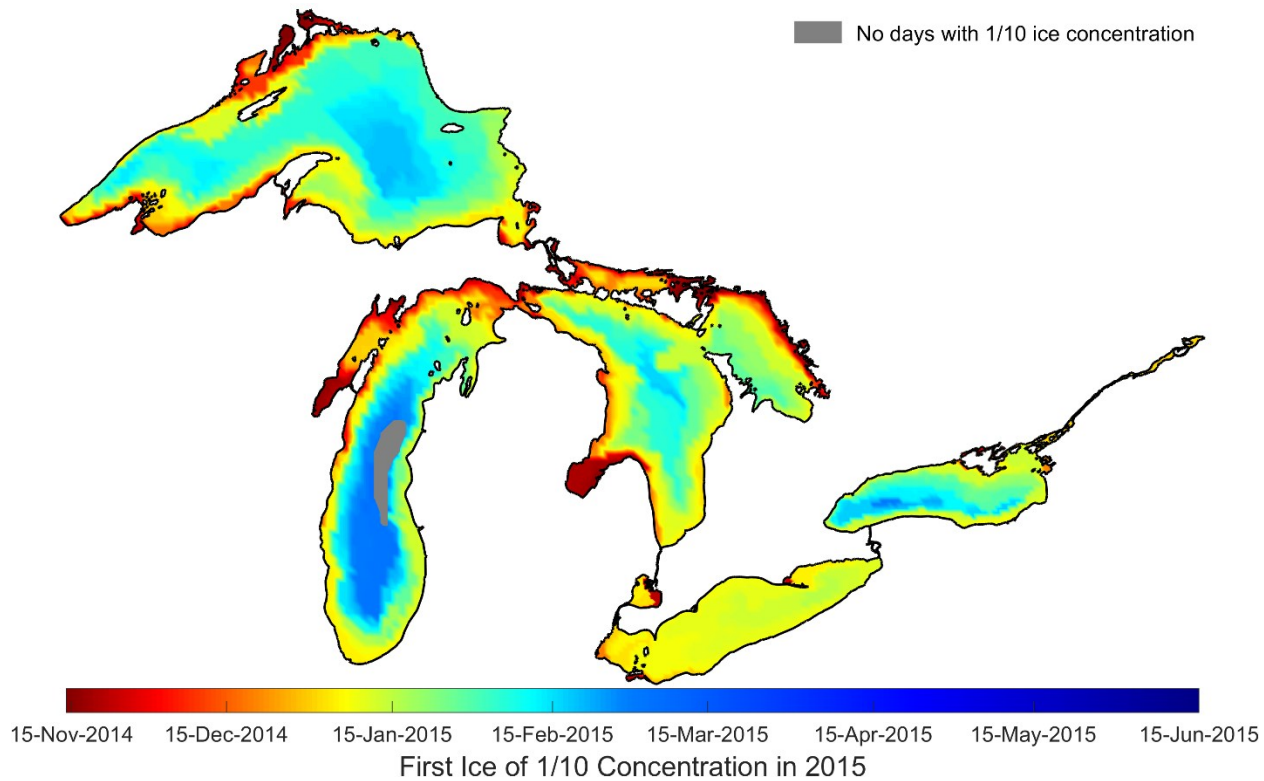 No days with 1/10 ice concentration
15-Nov-2014 15-Dec-2014 15-Jan-2015 15-Feb-2015 15-Mar-2015 15-Apr-2015 15-May-2015 15-Jun-2015
First Ice of 1/10 Concentration in 2015